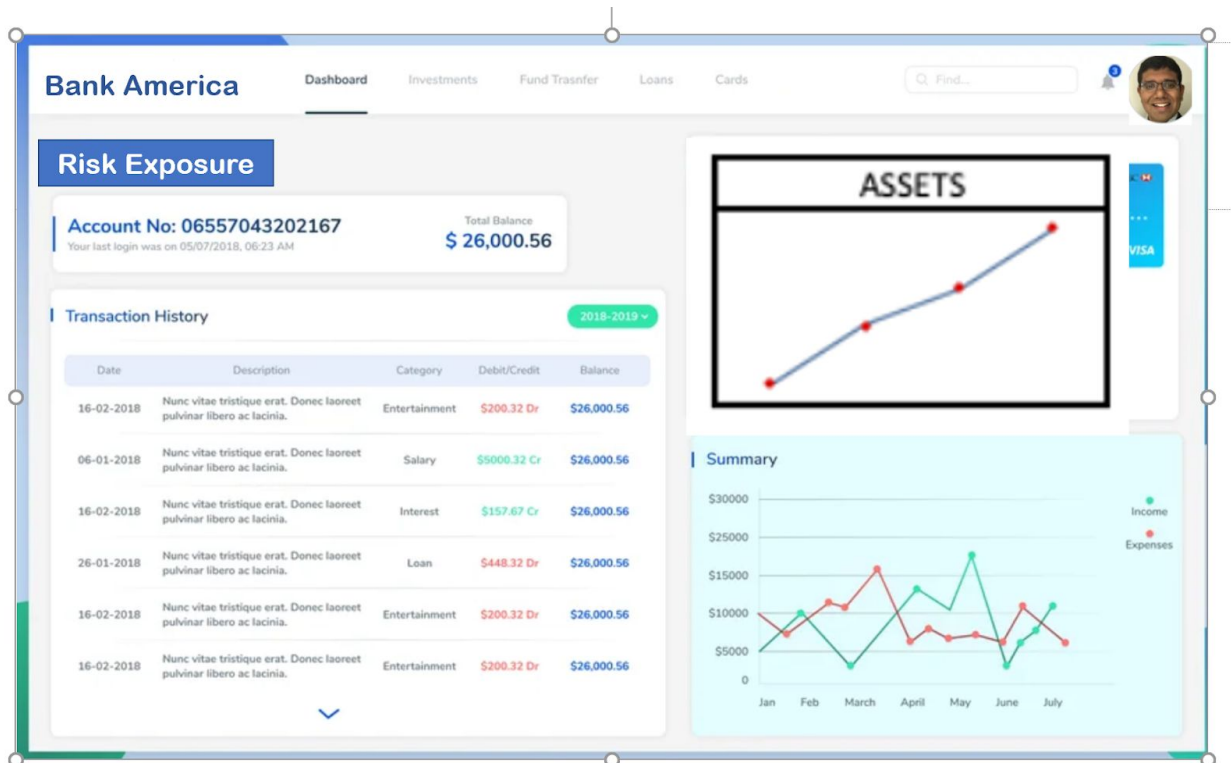 Bank America
Dashboard Investments Fund Trasnfer Loans Cards
Find...
3
Risk Exposure
Account No: 06557043202167
Your last login was on 05/07/2018, 06:23 AM
Total Balance
$ 26,000.56
ASSETS
VISA
Transaction History
2018-2019
Date Description Category Debit/Credit Balance
16-02-2018 Nunc vitae tristique erat. Donec laoreet Entertainment $200.32 Dr $26,000.56
pulvinar libero ac lacinia.
06-01-2018 Nunc vitae tristique erat. Donec laoreet Salary $5000.32 Cr $26,000.56
pulvinar libero ac lacinia.
16-02-2018 Nunc vitae tristique erat. Donec laoreet Interest $157.67 Cr $26,000.56
pulvinar libero ac lacinia.
26-01-2018 Nunc vitae tristique erat. Donec laoreet Loan $448.32 Dr $26,000.56
pulvinar libero ac lacinia.
16-02-2018 Nunc vitae tristique erat. Donec laoreet Entertainment $200.32 Dr $26,000.56
pulvinar libero ac lacinia.
16-02-2018 Nunc vitae tristique erat. Donec laoreet Entertainment $200.32 Dr $26,000.56
pulvinar libero ac lacinia.
Summary
$30000
$25000
$15000
$10000
$5000
0
Jan Feb March April May June July
Income
Expenses